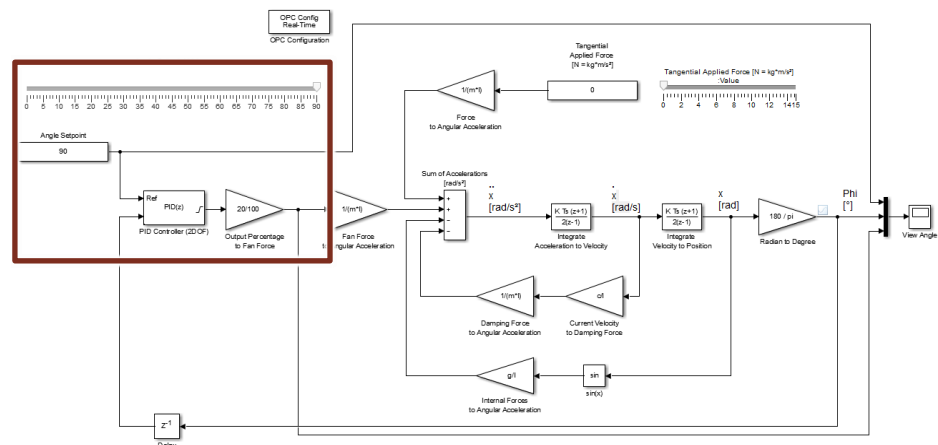 OPC Config
Real-Time
OPC Configuration
0 5 10 15 20 25 30 35 40 45 50 55 60 65 70 75 80 85 90
Angle Setpoint
90
Ref
PID(z)
PID Controller (2DOF)
20/100
Output Percentage
to Fan Force
1/(m*l)
Fan Force
ngular Acceleration
1/(m*l)
Force
to Angular Acceleration
Tangential
Applied Force
[N = kg*m/s²]
0
Tangential Applied Force [N = kg*m/s²]
:Value
0 2 4 6 8 10 12 1415
Sum of Accelerations
[rad/s²]
+
+
−
−
..
x
[rad/s²]
K Ts (z+1)
2(z-1)
Integrate
Acceleration to Velocity
.
x
[rad/s]
K Ts (z+1)
2(z-1)
Integrate
Velocity to Position
x
[rad]
180 / pi
Radian to Degree
Phi
[°]
View Angle
1/(m*l)
Damping Force
to Angular Acceleration
c/l
Current Velocity
to Damping Force
g/l
Internal Forces
to Angular Acceleration
sin
sin(x)
z-1